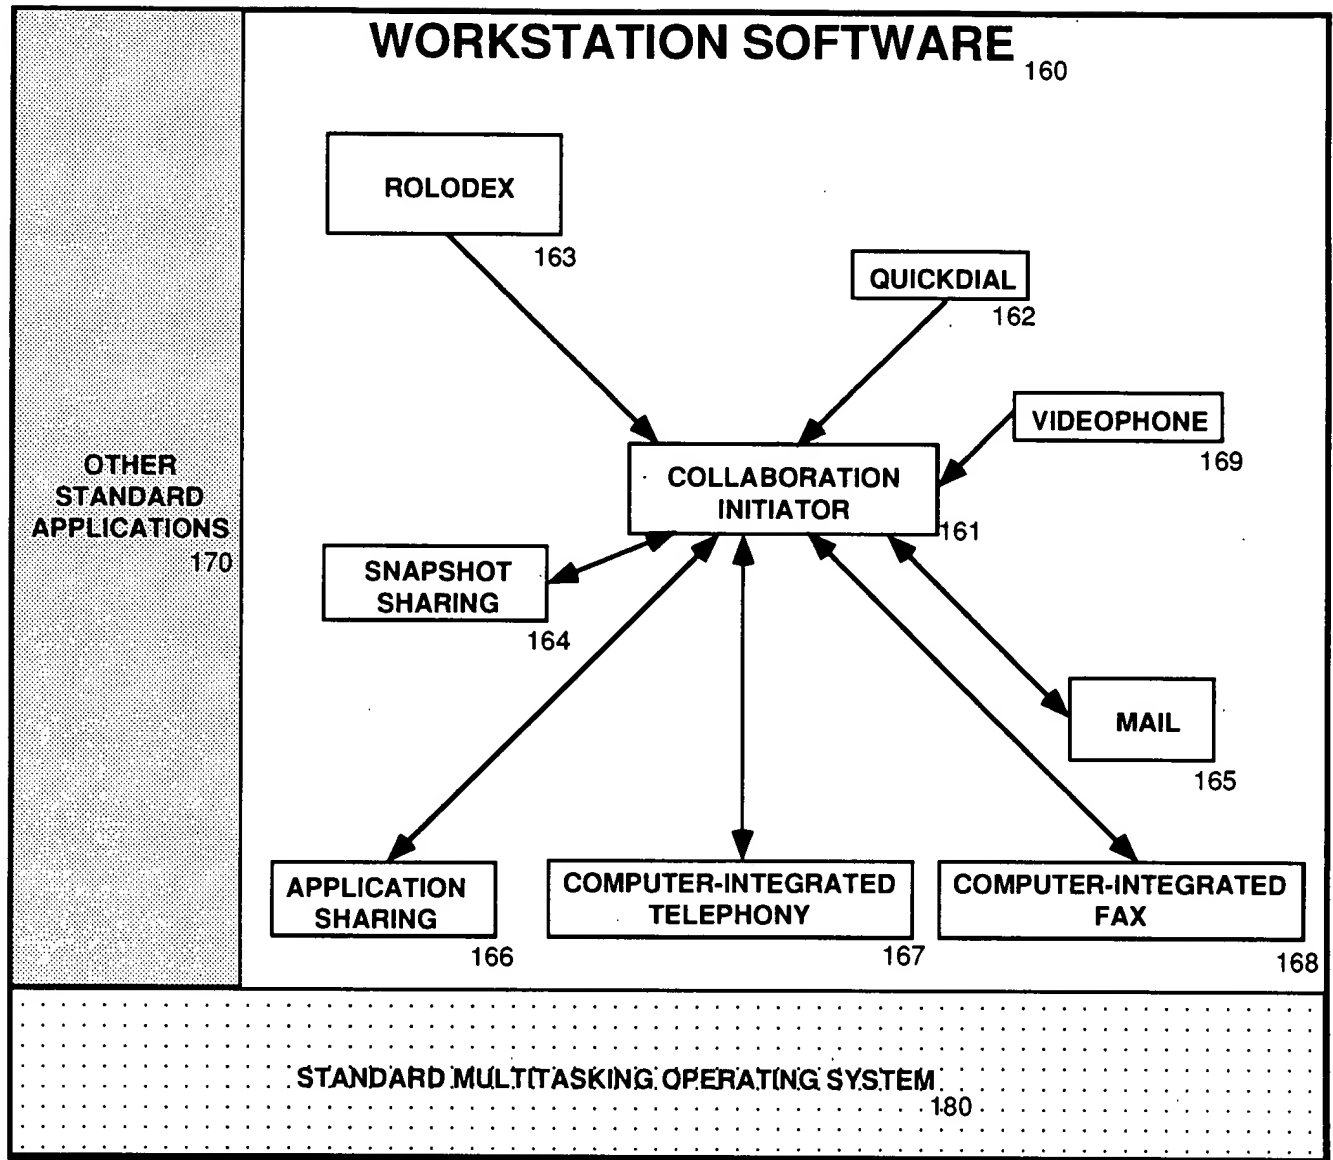 WORKSTATION SOFTWARE 160
ROLODEX
163
QUICKDIAL
162
VIDEOPHONE
169
COLLABORATION
INITIATOR
161
OTHER
STANDARD
APPLICATIONS
170
SNAPSHOT
SHARING
164
MAIL
165
APPLICATION
SHARING
166
COMPUTER-INTEGRATED
TELEPHONY
167
COMPUTER-INTEGRATED
FAX
168
STANDARD MULTITASKING OPERATING SYSTEM
180